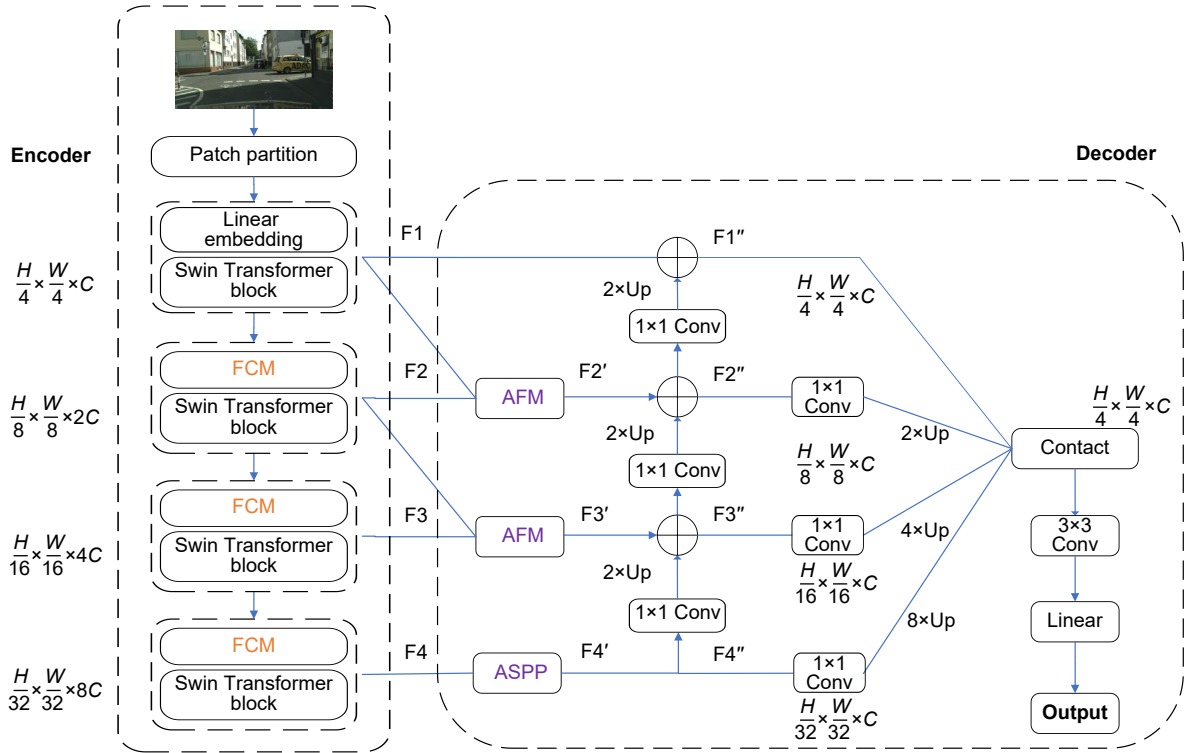 Encoder
Decoder
Patch partition
Linear
embedding
Swin Transformer
block
H/4 × W/4 × C
FCM
Swin Transformer
block
H/8 × W/8 × 2C
FCM
Swin Transformer
block
H/16 × W/16 × 4C
FCM
Swin Transformer
block
H/32 × W/32 × 8C
F1
F2
F3
F4
AFM
AFM
ASPP
F2′
F3′
F4′
2×Up
1×1 Conv
2×Up
1×1 Conv
2×Up
1×1 Conv
F1″
H/4 × W/4 × C
F2″
1×1
Conv
H/8 × W/8 × C
F3″
1×1
Conv
H/16 × W/16 × C
F4″
1×1
Conv
H/32 × W/32 × C
2×Up
4×Up
8×Up
H/4 × W/4 × C
Contact
3×3
Conv
Linear
Output